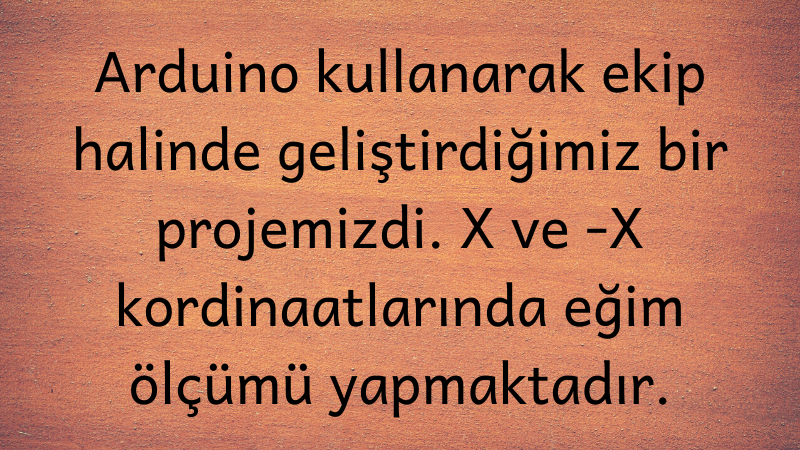 Arduino kullanarak ekip
halinde geliştirdiğimiz bir
projemizdi. X ve -X
kordinaatlarında eğim
ölçümü yapmaktadır.